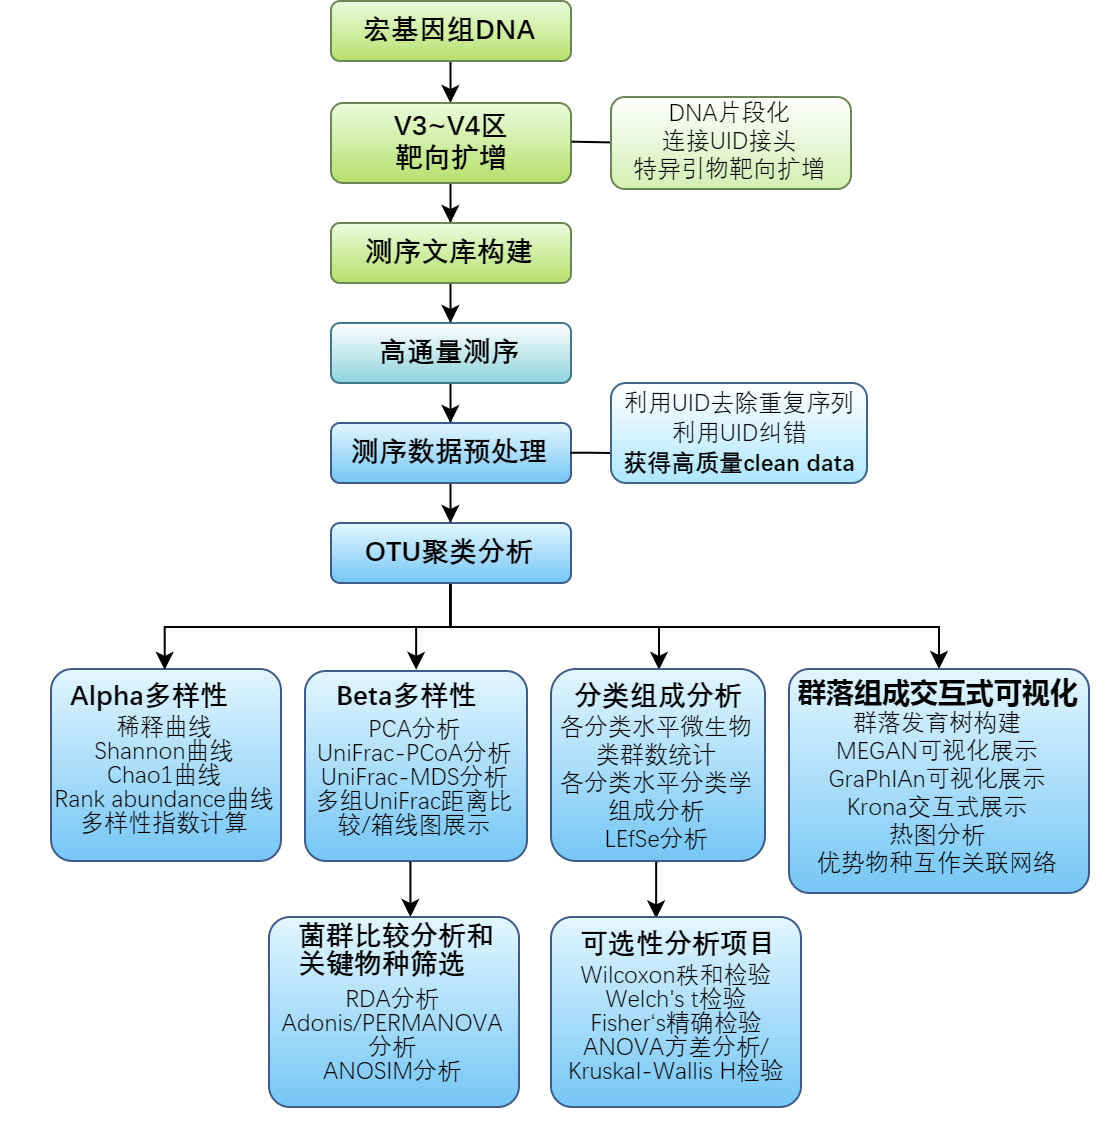 宏基因组DNA
V3~V4区
靶向扩增
DNA片段化
连接UID接头
特异引物靶向扩增
测序文库构建
高通量测序
测序数据预处理
利用UID去除重复序列
利用UID纠错
获得高质量clean data
OTU聚类分析
Alpha多样性
稀释曲线
Shannon曲线
Chao1曲线
Rank abundance曲线
多样性指数计算
Beta多样性
PCA分析
UniFrac-PCoA分析
UniFrac-MDS分析
多组UniFrac距离比
较/箱线图展示
分类组成分析
各分类水平微生物
类群数统计
各分类水平分类学
组成分析
LEfSe分析
群落组成交互式可视化
群落发育树构建
MEGAN可视化展示
GraPhlAn可视化展示
Krona交互式展示
热图分析
优势物种互作关联网络
菌群比较分析和
关键物种筛选
RDA分析
Adonis/PERMANOVA
分析
ANOSIM分析
可选性分析项目
Wilcoxon秩和检验
Welch's t检验
Fisher‘s精确检验
ANOVA方差分析/
Kruskal-Wallis H检验